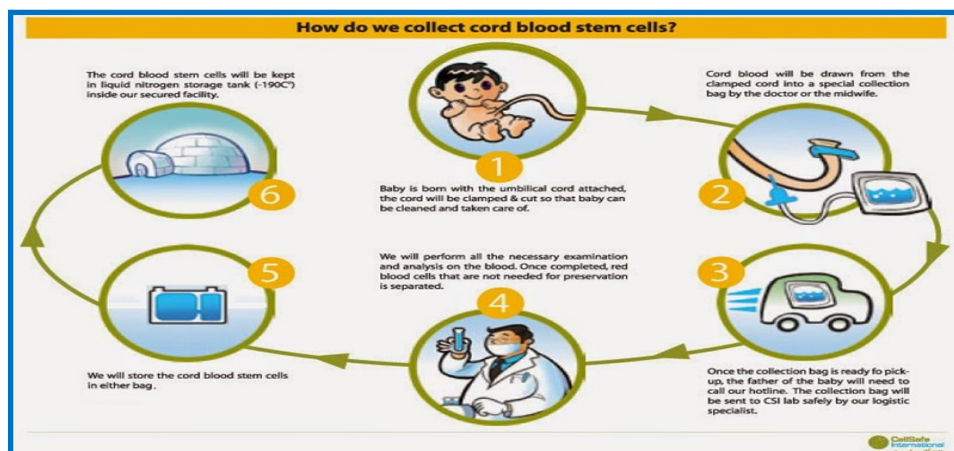 How do we collect cord blood stem cells?
1
Baby is born with the umbilical cord attached,
the cord will be clamped & cut so that baby can
be cleaned and taken care of.
Cord blood will be drawn from the
clamped cord into a special collection
bag by the doctor or the midwife.
2
3
Once the collection bag is ready fo pick-
up, the father of the baby will need to
call our hotline. The collection bag will
be sent to CSI lab safely by our logistic
specialist.
We will perform all the necessary examination
and analysis on the blood. Once completed, red
blood cells that are not needed for preservation
is separated.
4
5
We will store the cord blood stem cells
in either bag.
The cord blood stem cells will be kept
in liquid nitrogen storage tank (-190C°)
inside our secured facility.
6
CellSafe
International